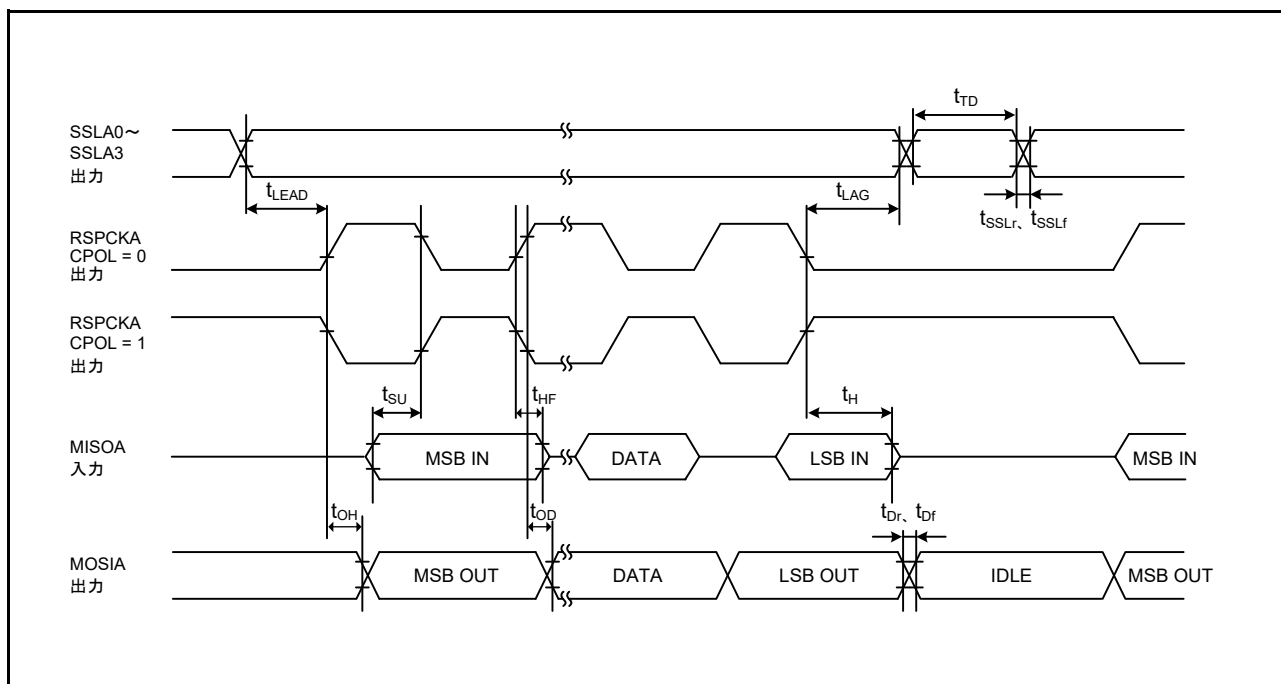 tTD
SSLA0～
SSLA3
出力
tLEAD
tLAG
tSSLr、tSSLf
RSPCKA
CPOL = 0
出力
RSPCKA
CPOL = 1
出力
tSU
tHF
tH
MISOA
入力
MSB IN
DATA
LSB IN
MSB IN
tOH
tOD
tDr、tDf
MOSIA
出力
MSB OUT
DATA
LSB OUT
IDLE
MSB OUT